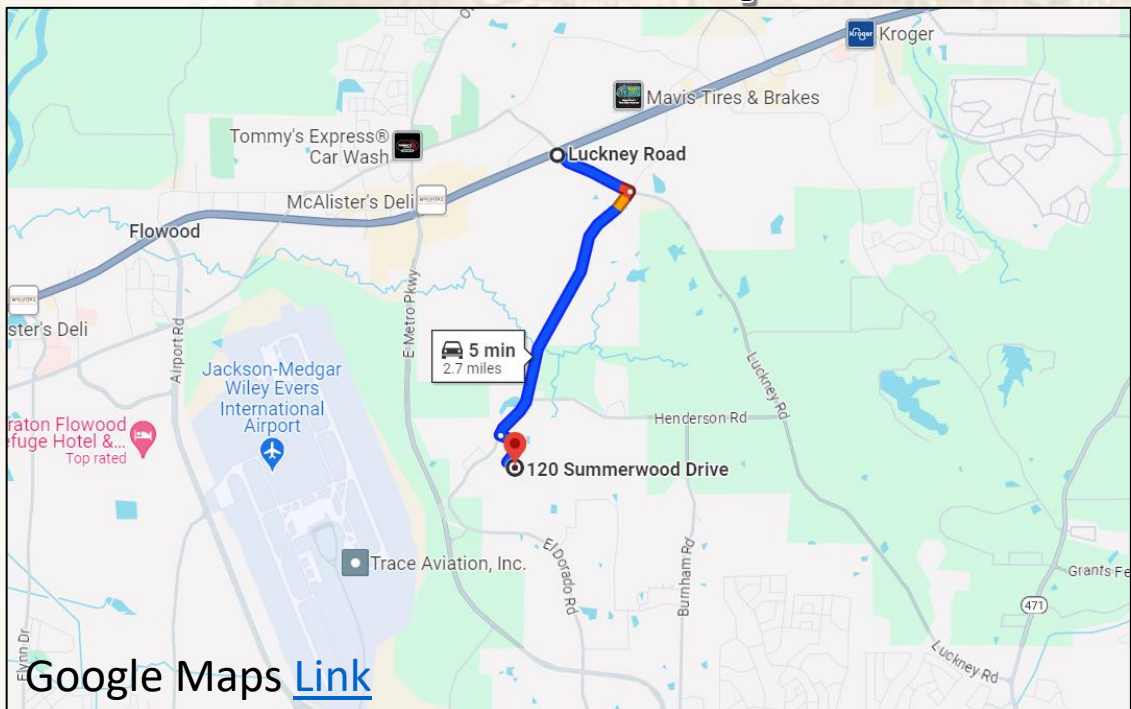 Kroger
Kroger
Mavis Tires & Brakes
Tommy's Express®
Car Wash
Luckney Road
McAlister's Deli
Flowood
ster's Deli
Airport Rd
E Metro Pkwy
5 min
2.7 miles
Jackson-Medgar
Wiley Evers
International
Airport
Luckney Rd
Henderson Rd
raton Flowood
efuge Hotel &...
Top rated
120 Summerwood Drive
Trace Aviation, Inc.
El Dorado Rd
Burnham Rd
Grants Fe
471
Luckney Rd
Flynn Dr
Google Maps Link